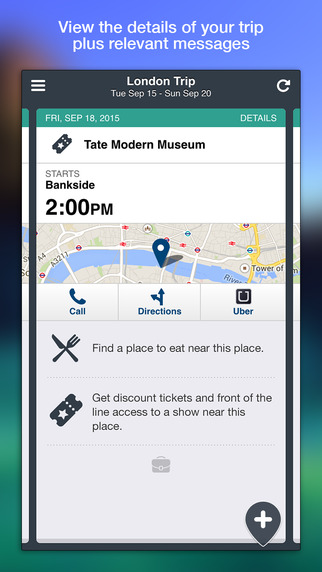 View the details of your trip
plus relevant messages
London Trip
Tue Sep 15 - Sun Sep 20
FRI, SEP 18, 2015 DETAILS
Tate Modern Museum
STARTS
Bankside
2:00PM
A4
A3211
Tower of
Call Directions Uber
Find a place to eat near this place.
Get discount tickets and front of the
line access to a show near this
place.